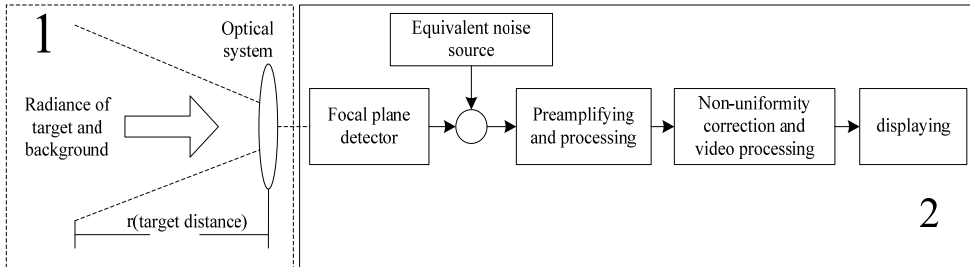 1
Optical
system
Radiance of
target and
background
r(target distance)
Equivalent noise
source
Focal plane
detector
Preamplifying
and processing
Non-uniformity
correction and
video processing
displaying
2